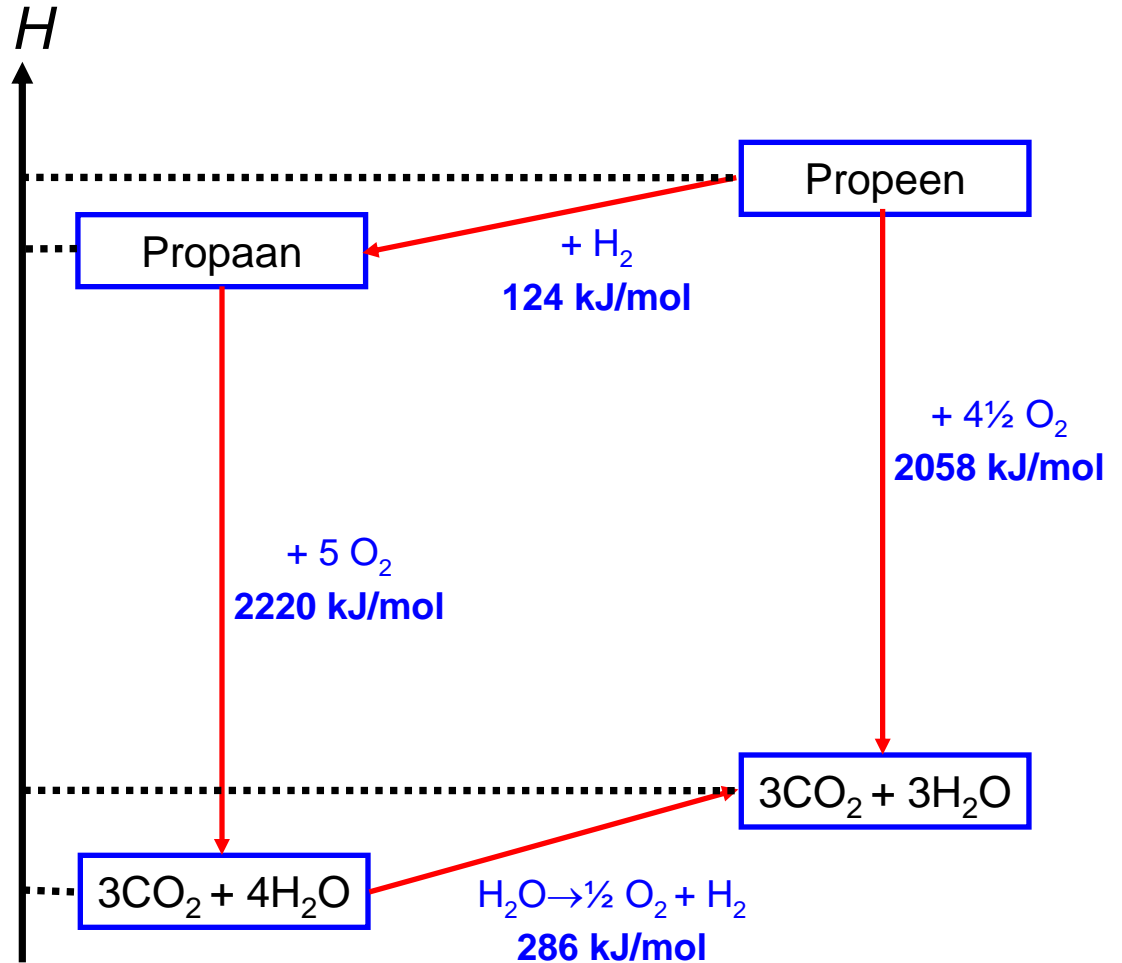 H
Propeen
Propaan
+ H₂
124 kJ/mol
+ 4½ O₂
2058 kJ/mol
+ 5 O₂
2220 kJ/mol
3CO₂ + 3H₂O
3CO₂ + 4H₂O
H₂O→½ O₂ + H₂
286 kJ/mol